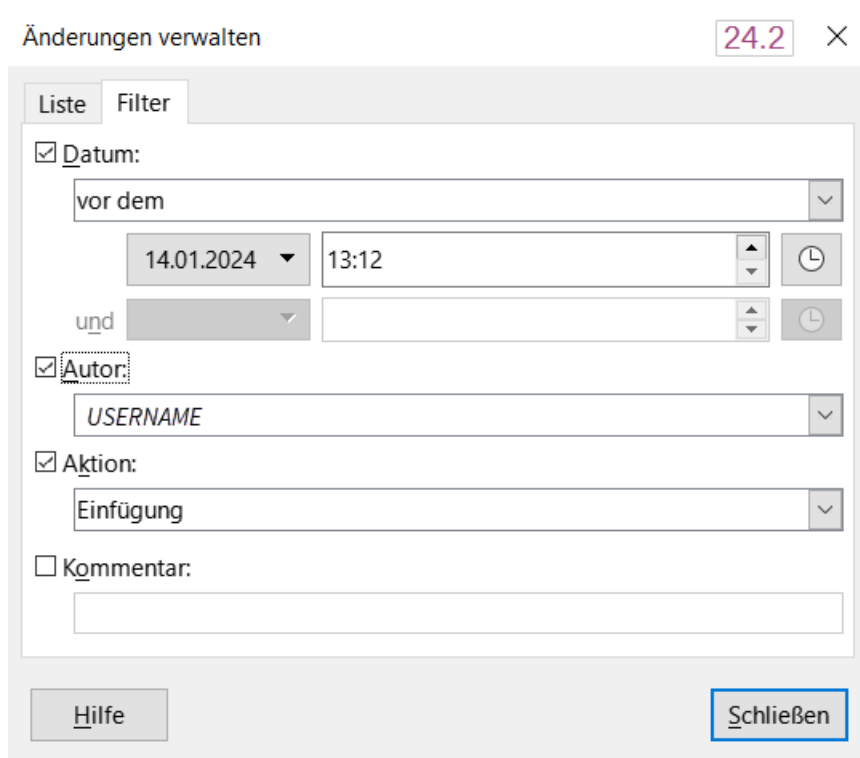 Änderungen verwalten 24.2
Liste Filter
Datum:
vor dem
14.01.2024 13:12
und
Autor:
USERNAME
Aktion:
Einfügung
Kommentar:
Hilfe Schließen